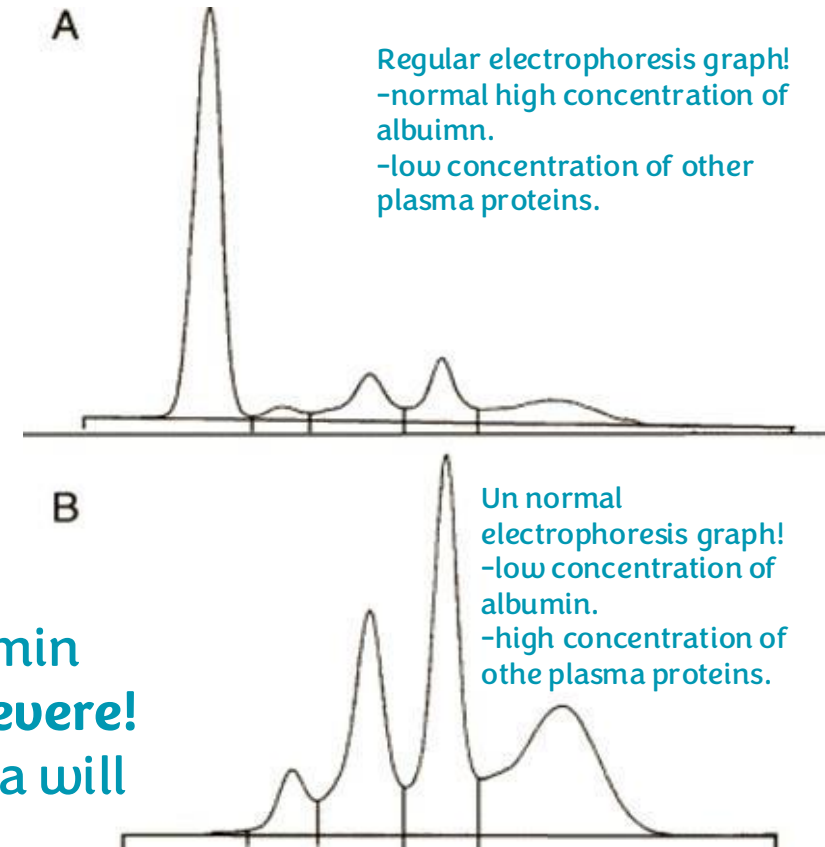 A
Regular electrophoresis graph!
-normal high concentration of
albuimn.
-low concentration of other
plasma proteins.
B
Un normal
electrophoresis graph!
-low concentration of
albumin.
-high concentration of
othe plasma proteins.
min
evere!
a will